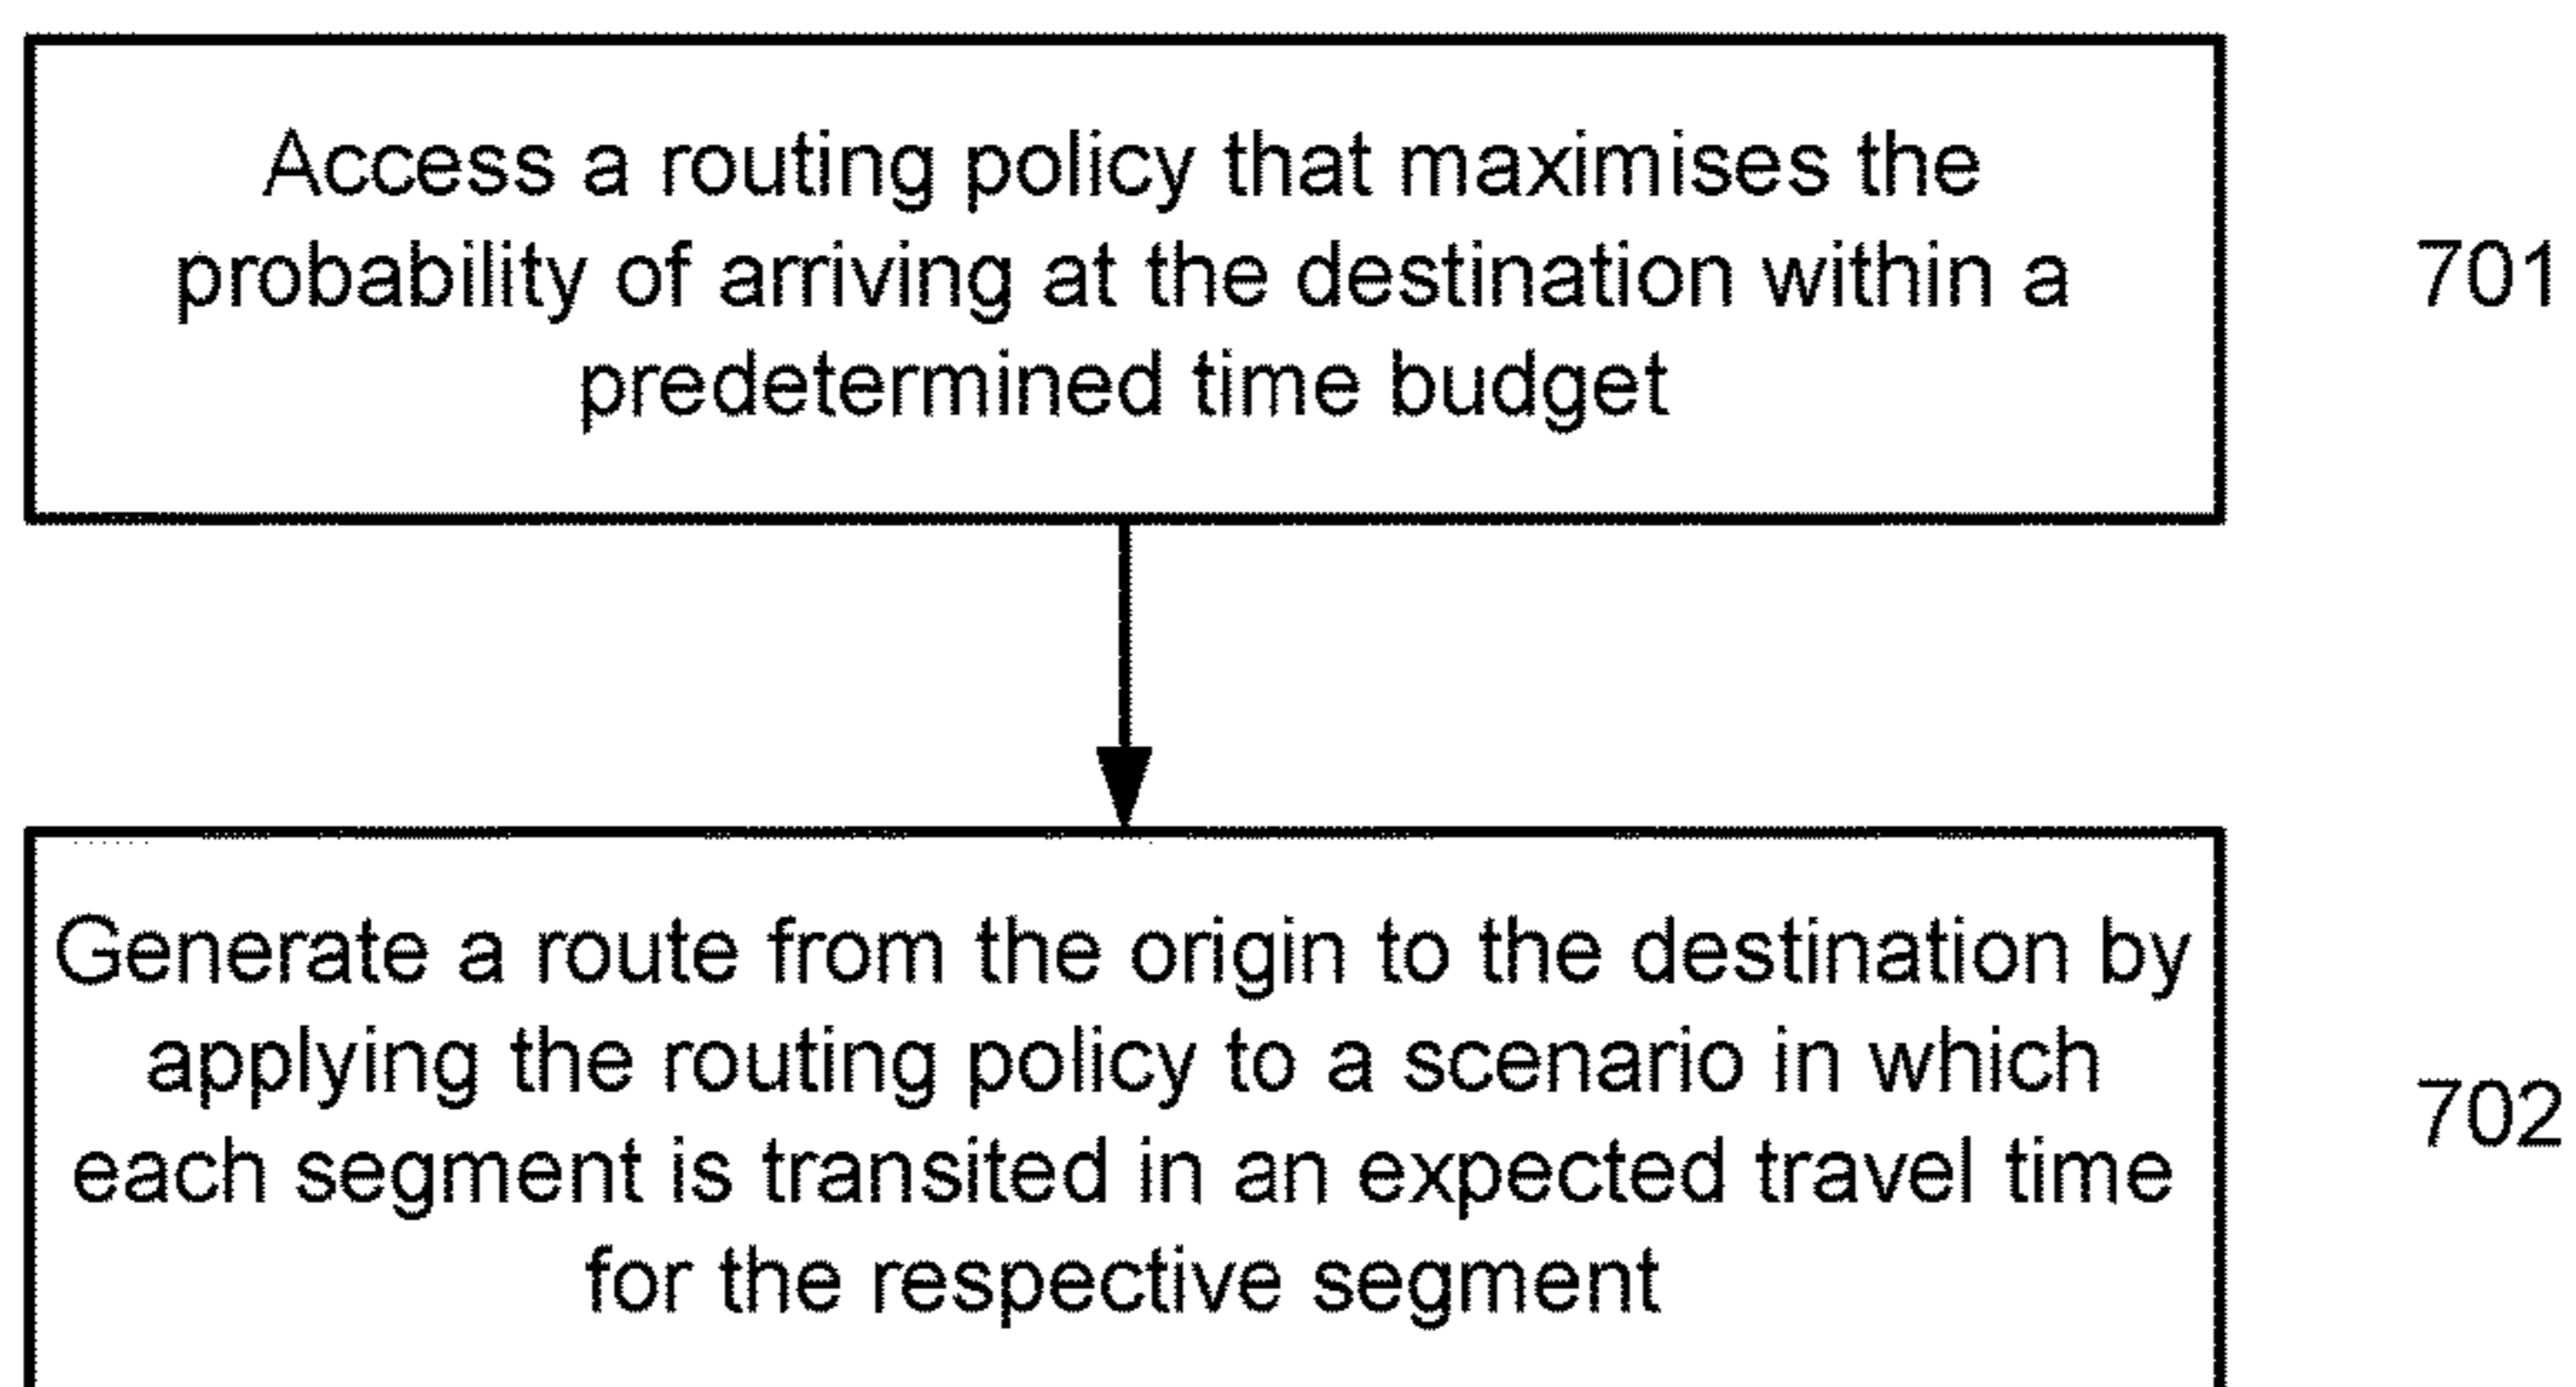 Access a routing policy that maximises the
probability of arriving at the destination within a
predetermined time budget
701
Generate a route from the origin to the destination by
applying the routing policy to a scenario in which
each segment is transited in an expected travel time
for the respective segment
702